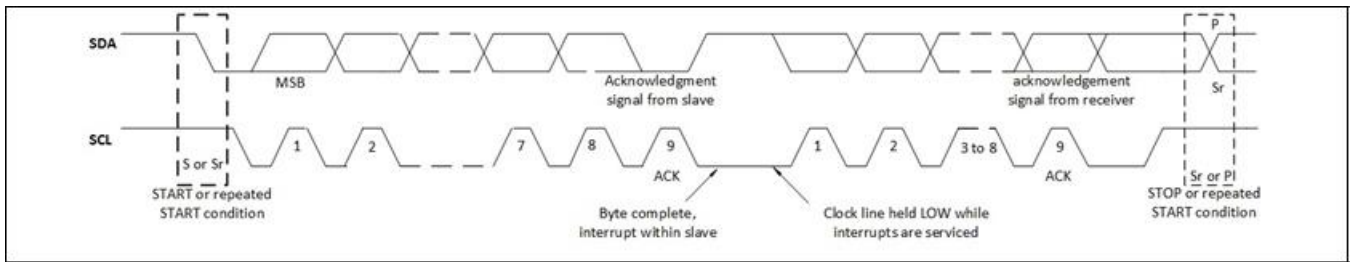 P
SDA
MSB
Acknowledgment
signal from slave
acknowledgement
signal from receiver
Sr
SCL
1
2
7
8
9
1
2
3 to 8
9
S or Sr
ACK
ACK
Sr or P
START or repeated
START condition
STOP or repeated
START condition
Byte complete,
interrupt within slave
Clock line held LOW while
interrupts are serviced